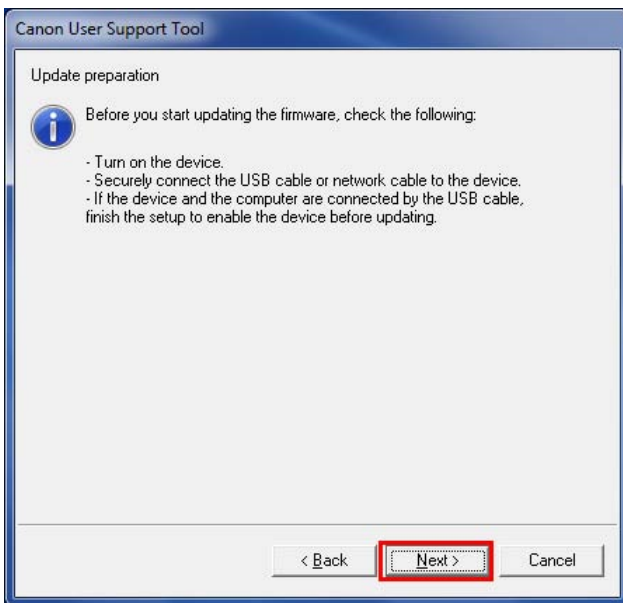 Canon User Support Tool
Update preparation
Before you start updating the firmware, check the following:
- Turn on the device.
- Securely connect the USB cable or network cable to the device.
- If the device and the computer are connected by the USB cable,
finish the setup to enable the device before updating.
< Back
Next >
Cancel